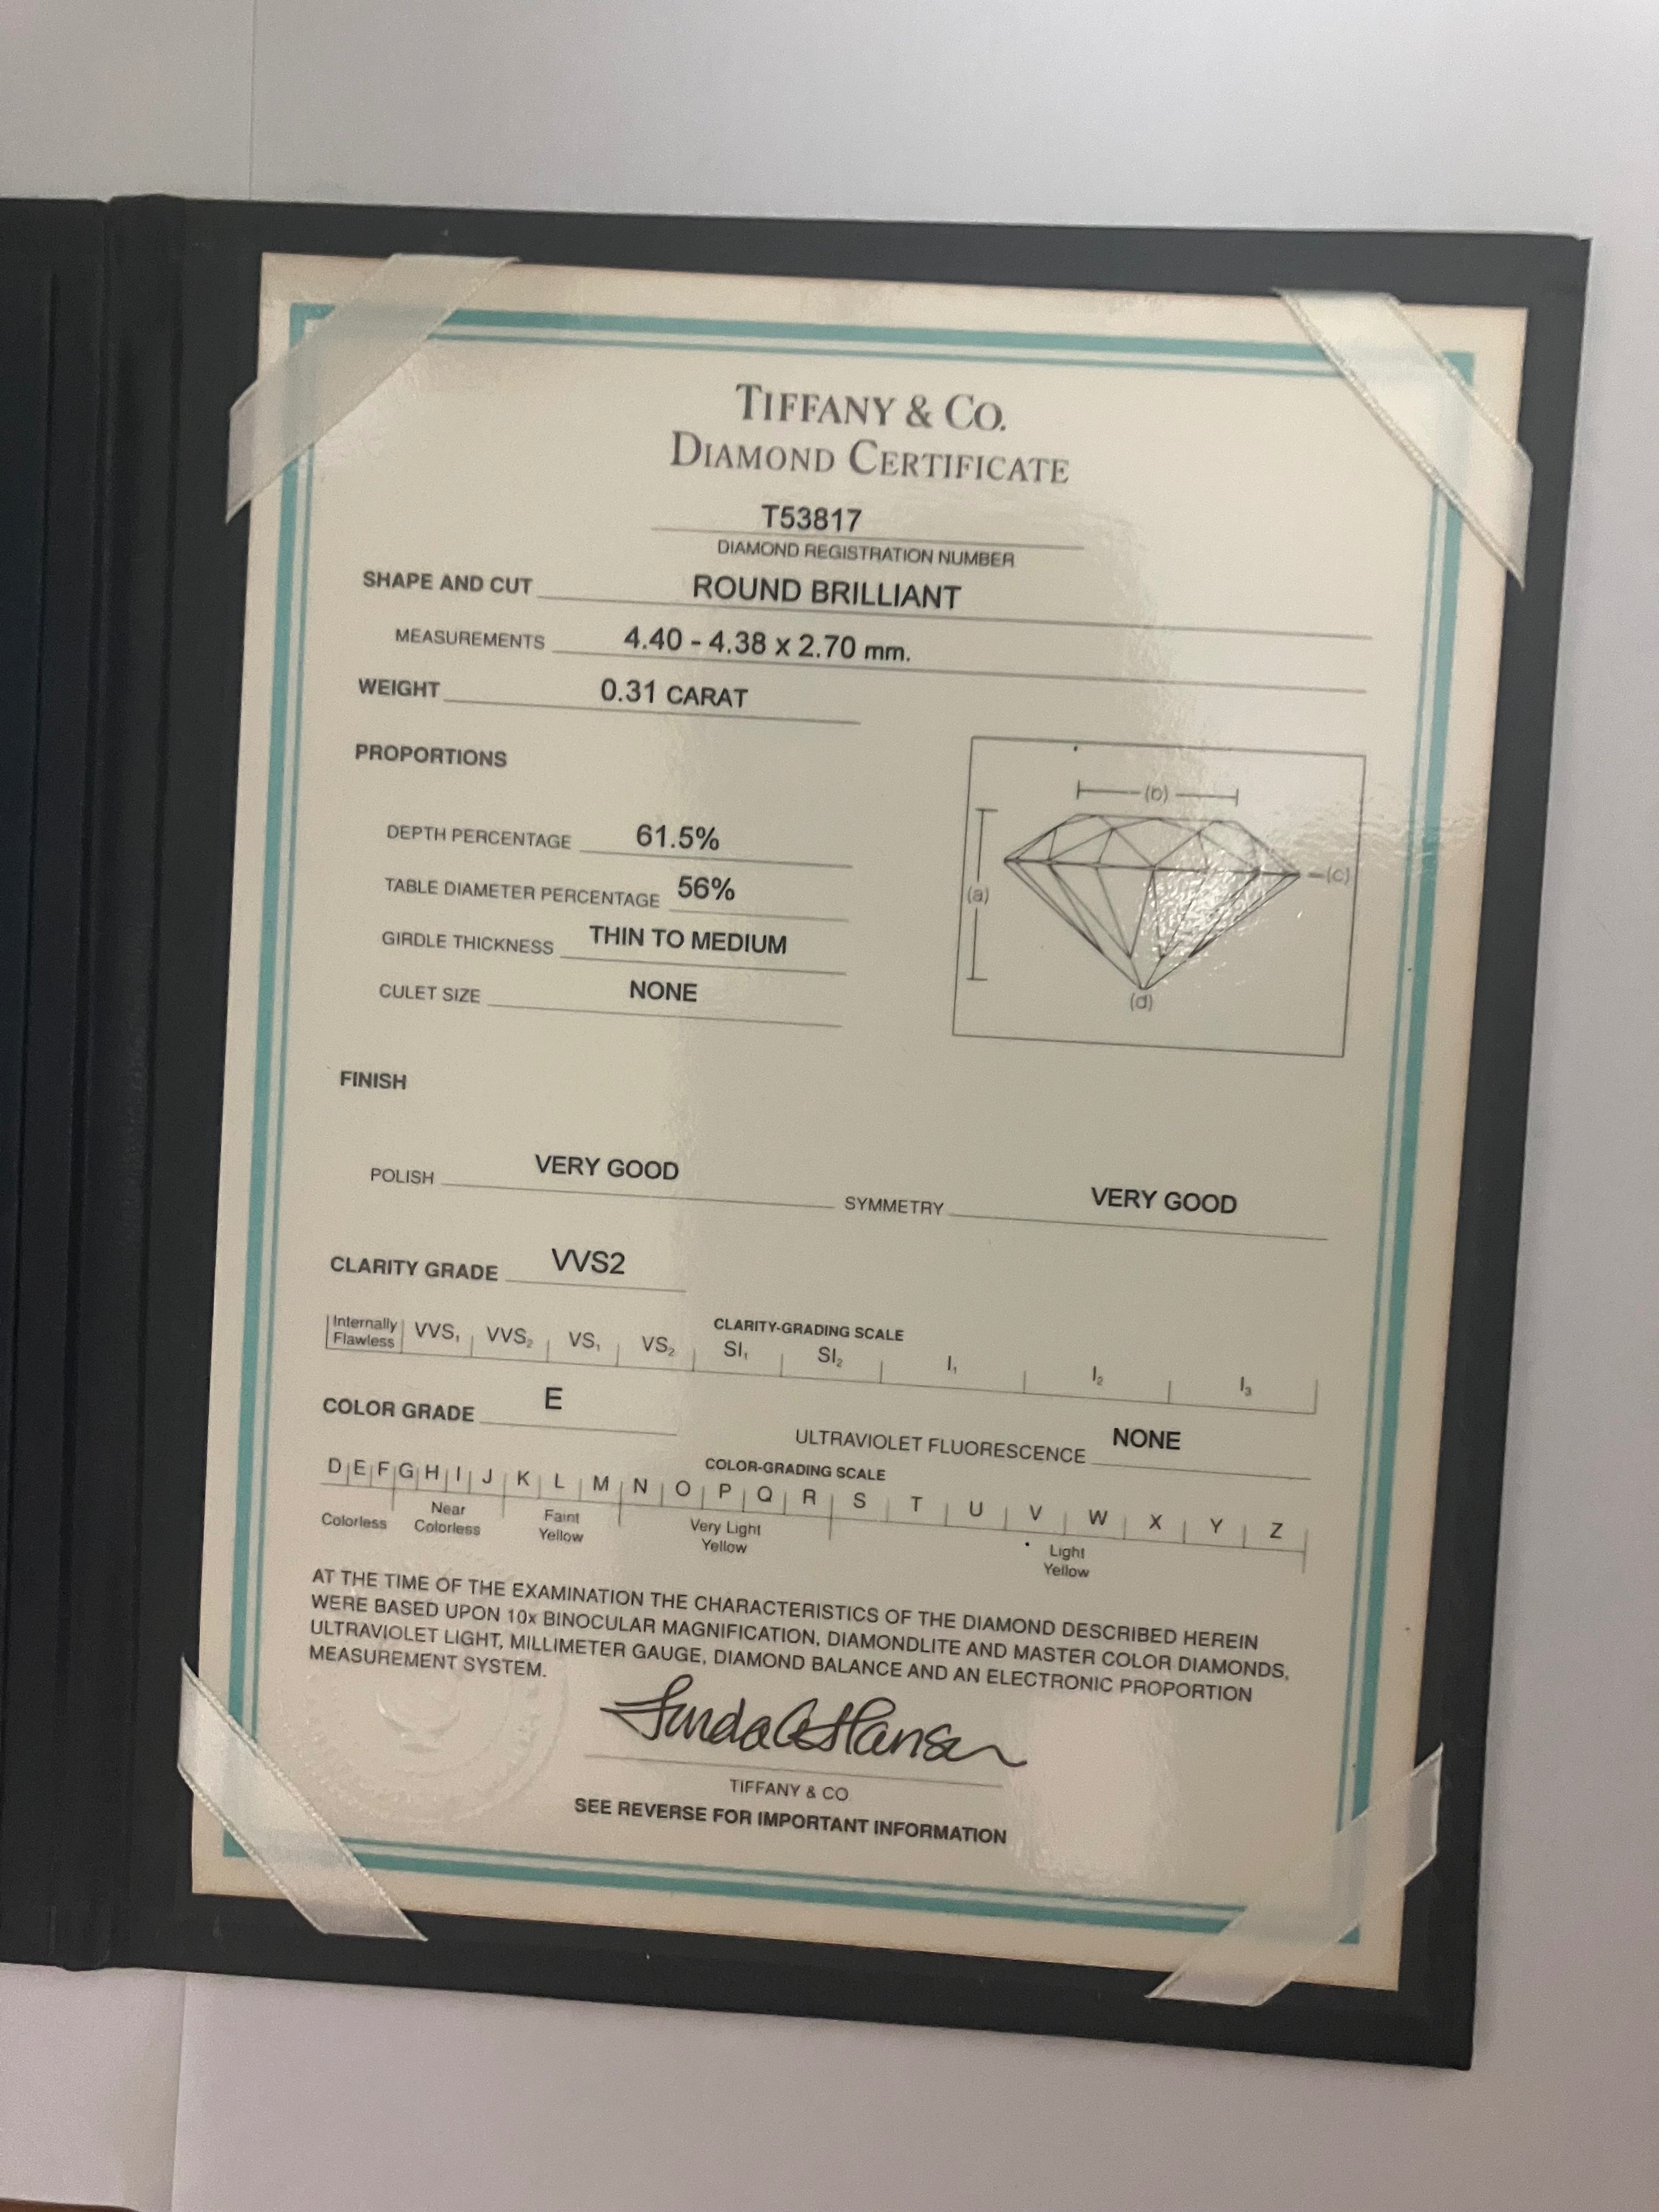 TIFFANY & CO.
DIAMOND CERTIFICATE
T53817
DIAMOND REGISTRATION NUMBER
SHAPE AND CUT ROUND BRILLIANT
MEASUREMENTS 4.40 - 4.38 x 2.70 mm.
WEIGHT 0.31 CARAT
PROPORTIONS
DEPTH PERCENTAGE 61.5%
TABLE DIAMETER PERCENTAGE 56%
GIRDLE THICKNESS THIN TO MEDIUM
CULET SIZE NONE
(b)
(a)
(c)
(d)
FINISH
POLISH VERY GOOD SYMMETRY VERY GOOD
CLARITY GRADE VVS2
CLARITY-GRADING SCALE
Internally
Flawless VVS₁ VVS₂ VS₁ VS₂ SI₁ SI₂ I₁ I₂ I₃
COLOR GRADE E
ULTRAVIOLET FLUORESCENCE NONE
COLOR-GRADING SCALE
D E F G H I J K L M N O P Q R S T U V W X Y Z
Colorless
Near
Colorless
Faint
Yellow
Very Light
Yellow
Light
Yellow
AT THE TIME OF THE EXAMINATION THE CHARACTERISTICS OF THE DIAMOND DESCRIBED HEREIN
WERE BASED UPON 10x BINOCULAR MAGNIFICATION, DIAMONDLITE AND MASTER COLOR DIAMONDS,
ULTRAVIOLET LIGHT, MILLIMETER GAUGE, DIAMOND BALANCE AND AN ELECTRONIC PROPORTION
MEASUREMENT SYSTEM.
TIFFANY & CO
SEE REVERSE FOR IMPORTANT INFORMATION